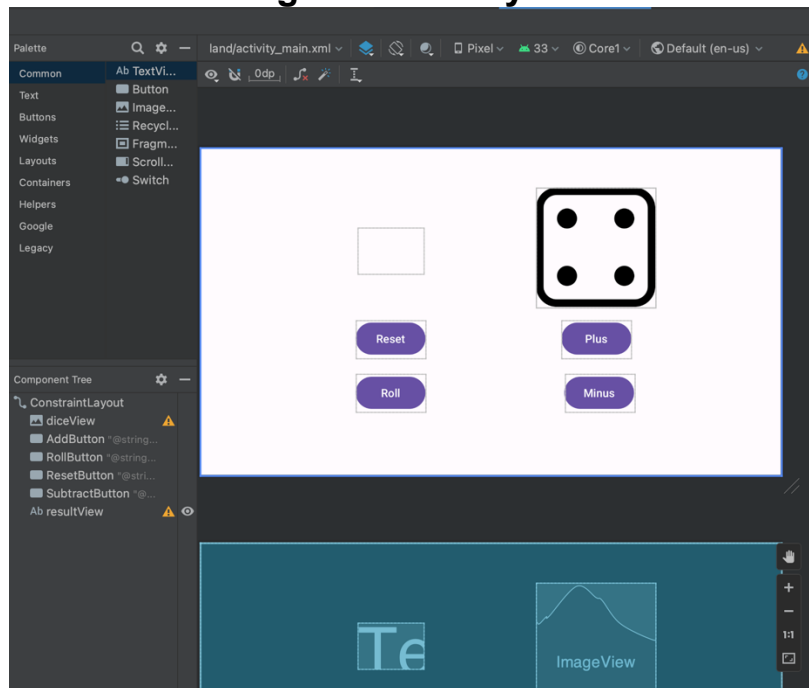 Palette
land/activity_main.xml
Pixel
33
Core1
Default (en-us)
Common
Text
Buttons
Widgets
Layouts
Containers
Helpers
Google
Legacy
Ab TextVi...
Button
Image...
Recycl...
Fragm...
Scroll...
Switch
0dp
Reset
Plus
Roll
Minus
Component Tree
ConstraintLayout
diceView
AddButton "@string...
RollButton "@string...
ResetButton "@stri...
SubtractButton "@...
Ab resultView
Te
ImageView
1:1